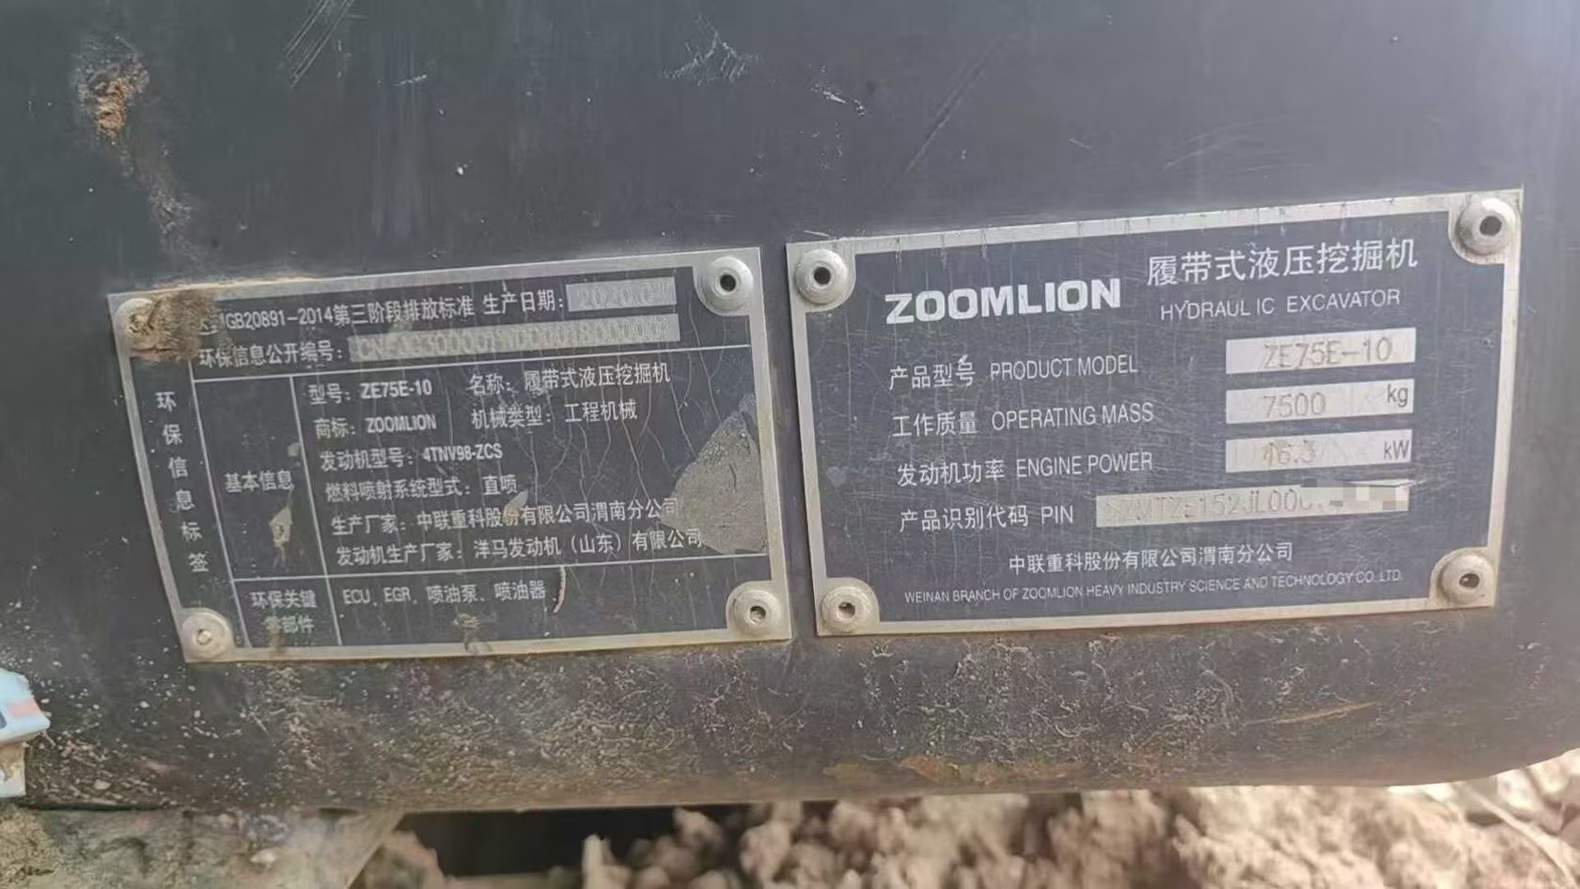 GB20891-2014第三阶段排放标准 生产日期：2020.0
环保信息公开编号：
环保信息标签
基本信息
型号：ZE75E-10 名称：履带式液压挖掘机
商标：ZOOMLION 机械类型：工程机械
发动机型号：4TNV98-ZCS
燃料喷射系统型式：直喷
生产厂家：中联重科股份有限公司渭南分公司
发动机生产厂家：洋马发动机（山东）有限公司
环保关键
零部件
ECU、EGR、喷油泵、喷油器
ZOOMLION
履带式液压挖掘机
HYDRAULIC EXCAVATOR
产品型号 PRODUCT MODEL ZE75E-10
工作质量 OPERATING MASS 7500 kg
发动机功率 ENGINE POWER 46.3 kW
产品识别代码 PIN
中联重科股份有限公司渭南分公司
WEINAN BRANCH OF ZOOMLION HEAVY INDUSTRY SCIENCE AND TECHNOLOGY CO.,LTD.